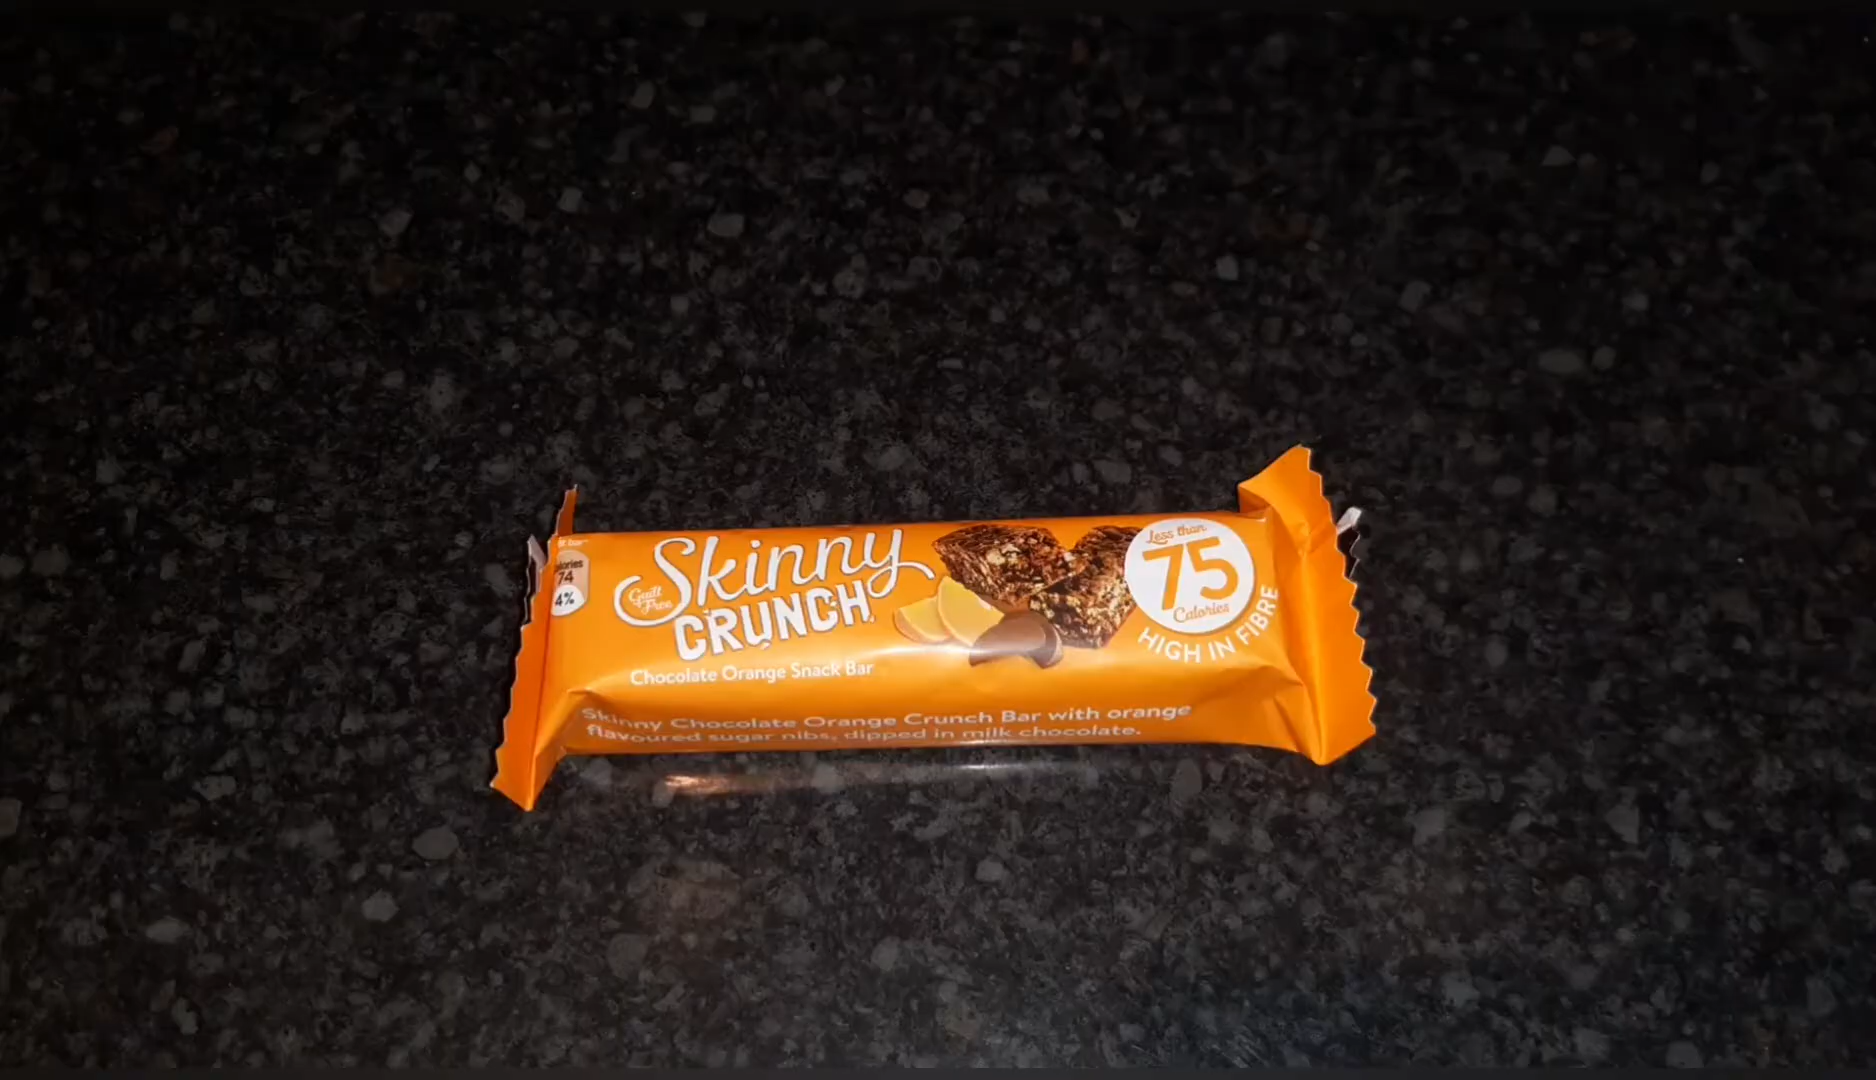 74
4%
Guilt
Free
Skinny
CRUNCH
Chocolate Orange Snack Bar
Less than
75
Calories
HIGH IN FIBRE
Skinny Chocolate Orange Crunch Bar with orange
flavoured sugar nibs, dipped in milk chocolate.